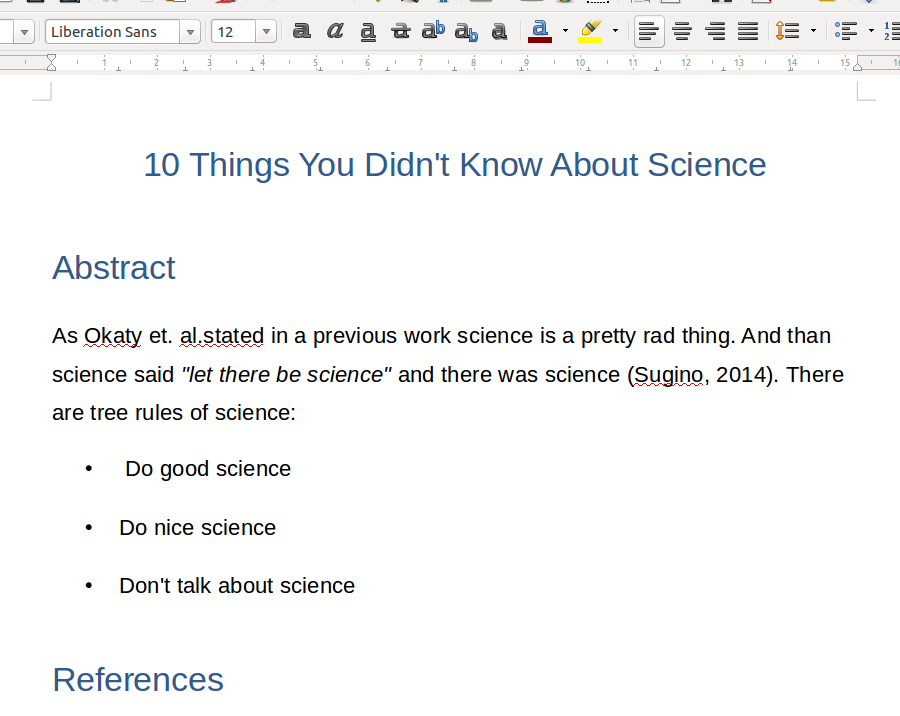 Liberation Sans 12 a a a a ab ab a a
1 2 3 4 5 6 7 8 9 10 11 12 13 14 15
10 Things You Didn't Know About Science
Abstract
As Okaty et. al.stated in a previous work science is a pretty rad thing. And than
science said "let there be science" and there was science (Sugino, 2014). There
are tree rules of science:
• Do good science
• Do nice science
• Don't talk about science
References